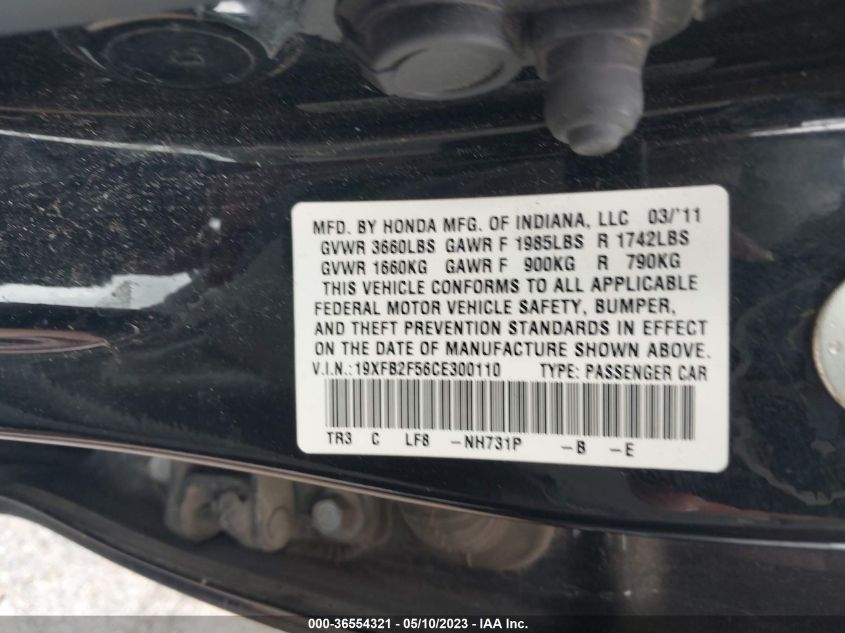 MFD. BY HONDA MFG. OF INDIANA, LLC 03/'11
GVWR 3660LBS GAWR F 1985LBS R 1742LBS
GVWR 1660KG GAWR F 900KG R 790KG
THIS VEHICLE CONFORMS TO ALL APPLICABLE
FEDERAL MOTOR VEHICLE SAFETY, BUMPER,
AND THEFT PREVENTION STANDARDS IN EFFECT
ON THE DATE OF MANUFACTURE SHOWN ABOVE.
V.I.N.:19XFB2F56CE300110 TYPE: PASSENGER CAR
TR3 C LF8 -NH731P -B -E
000-36554321 - 05/10/2023 - IAA Inc.